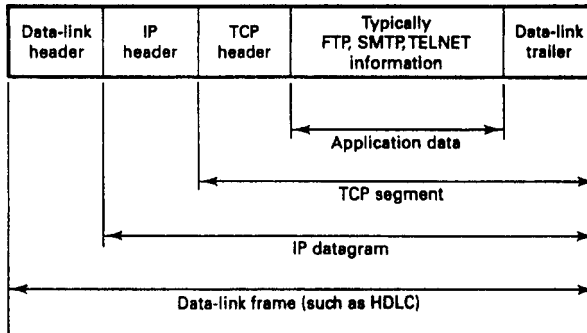 Data-link header
IP header
TCP header
Typically FTP, SMTP, TELNET information
Data-link trailer
Application data
TCP segment
IP datagram
Data-link frame (such as HDLC)